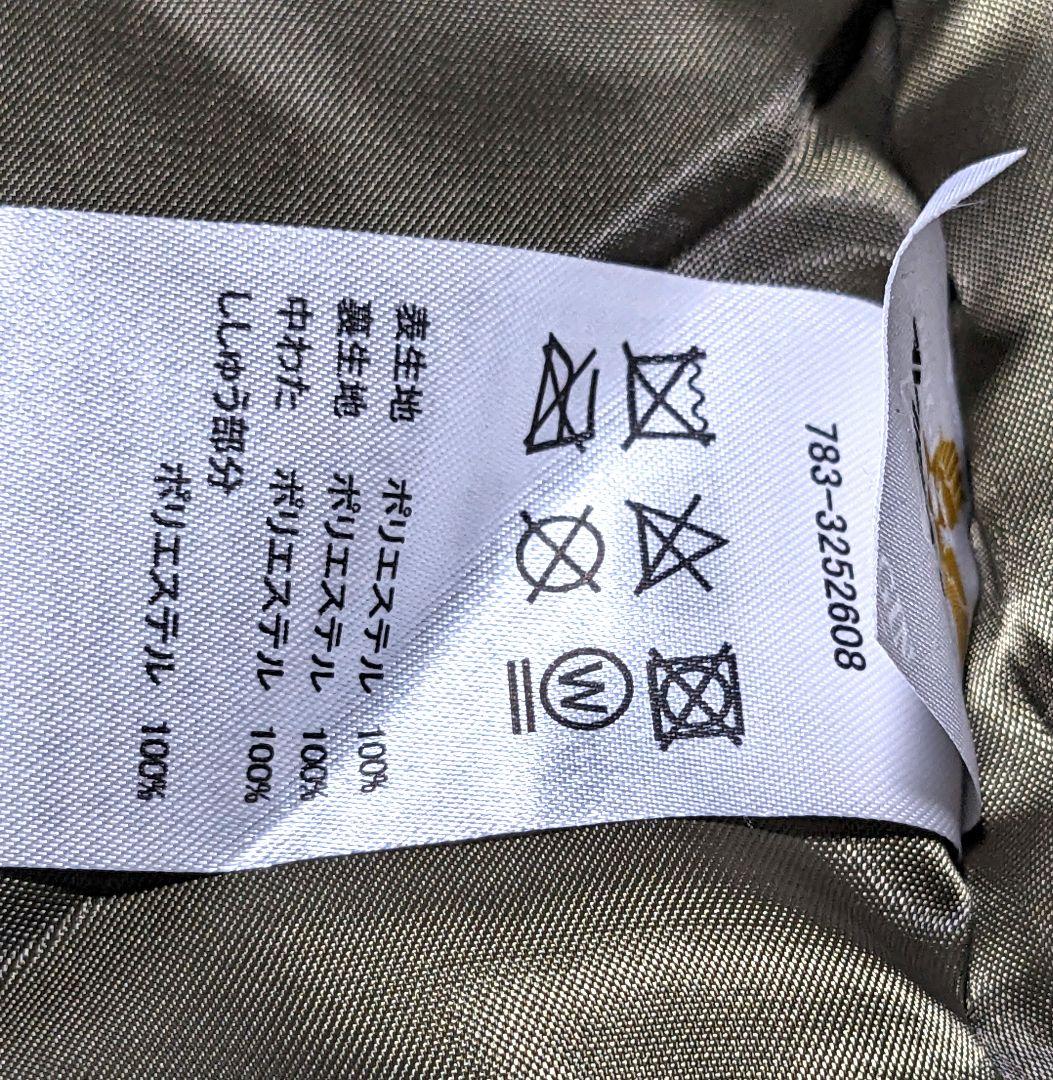 783-3252608
W
表生地 ポリエステル 100%
裏生地 ポリエステル 100%
中わた ポリエステル 100%
ししゅう部分
ポリエステル 100%